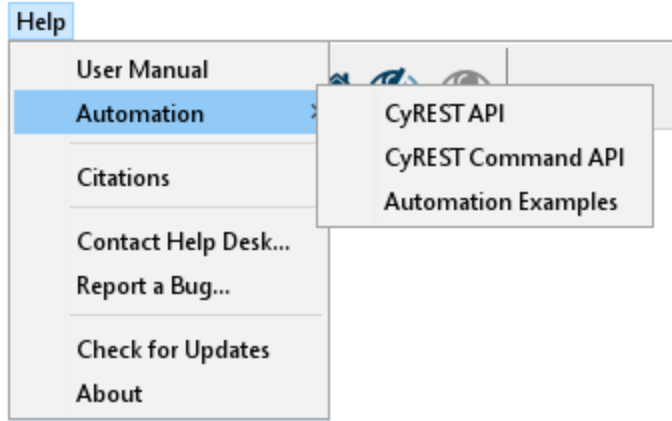 Help
User Manual
Automation
CyREST API
CyREST Command API
Automation Examples
Citations
Contact Help Desk...
Report a Bug...
Check for Updates
About